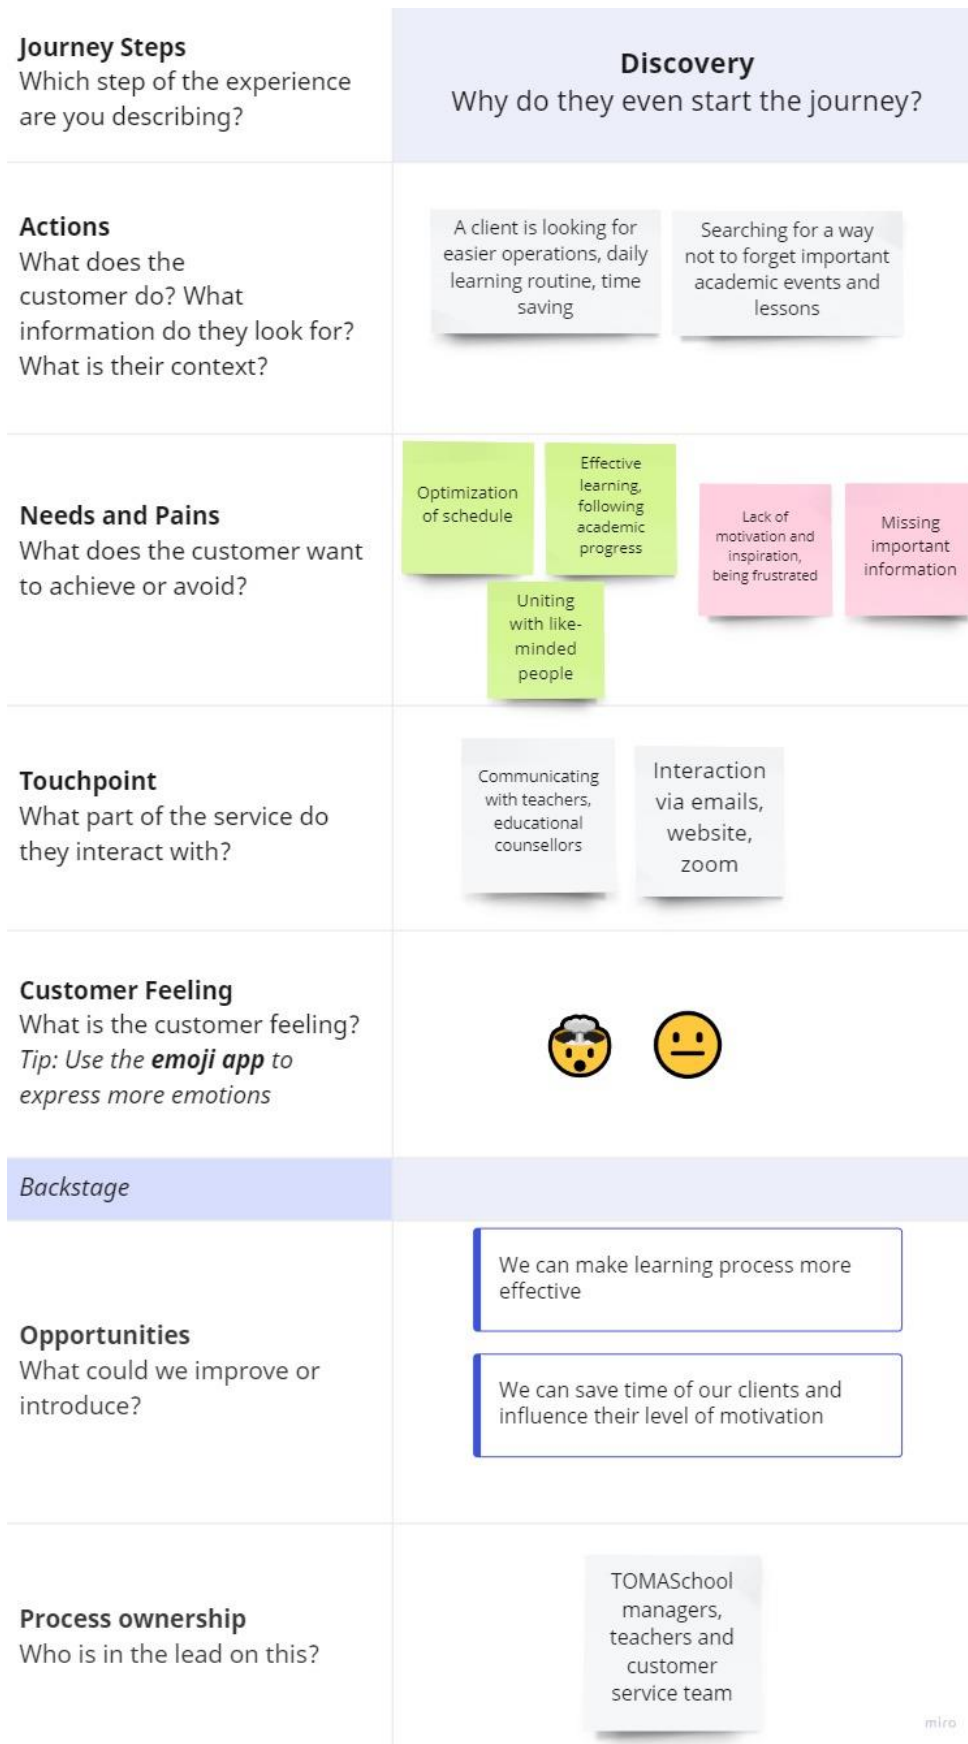 Journey Steps
Which step of the experience
are you describing?
Discovery
Why do they even start the journey?
Actions
What does the
customer do? What
information do they look for?
What is their context?
A client is looking for
easier operations, daily
learning routine, time
saving
Searching for a way
not to forget important
academic events and
lessons
Needs and Pains
What does the customer want
to achieve or avoid?
Optimization
of schedule
Effective
learning,
following
academic
progress
Uniting
with like-
minded
people
Lack of
motivation and
inspiration,
being frustrated
Missing
important
information
Touchpoint
What part of the service do
they interact with?
Communicating
with teachers,
educational
counsellors
Interaction
via emails,
website,
zoom
Customer Feeling
What is the customer feeling?
Tip: Use the emoji app to
express more emotions
Backstage
Opportunities
What could we improve or
introduce?
We can make learning process more
effective
We can save time of our clients and
influence their level of motivation
Process ownership
Who is in the lead on this?
TOMASchool
managers,
teachers and
customer
service team
miro